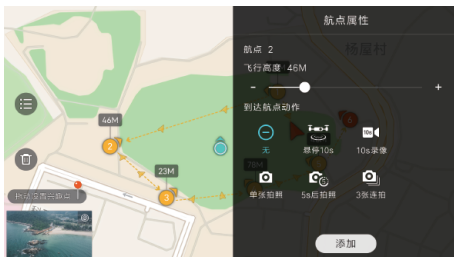 航点属性
航点 2
飞行高度 46M
- +
到达航点动作
无 悬停10s 10s录像
单张拍照 5s后拍照 3张连拍
添加
46M
2
23M
3
杨屋村